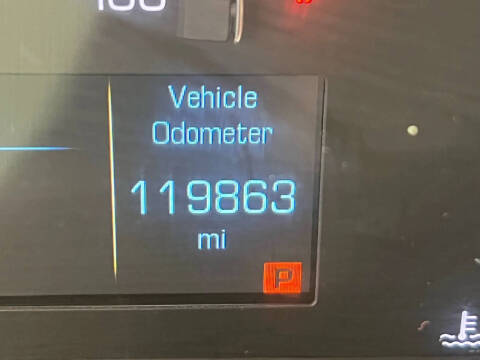 Vehicle
Odometer
119863
mi
P